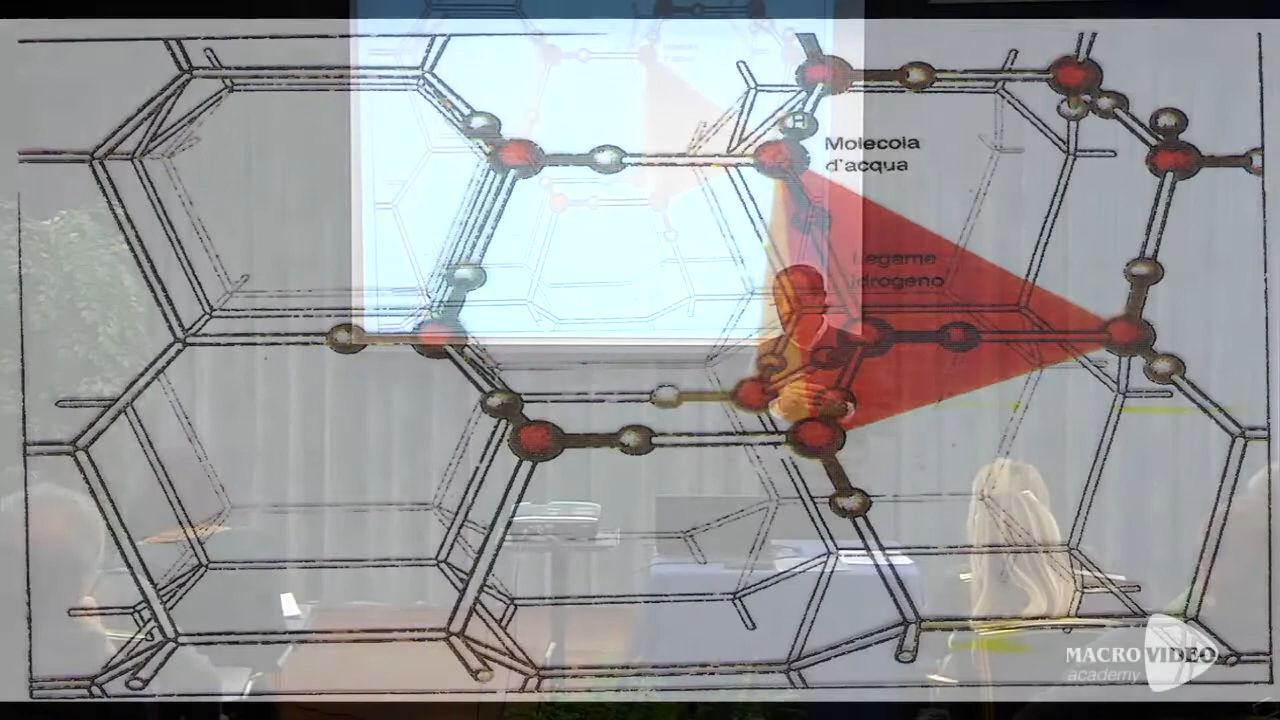 H
Molecola
d'acqua
Legame
idrogeno
MACRO VIDEO
academy